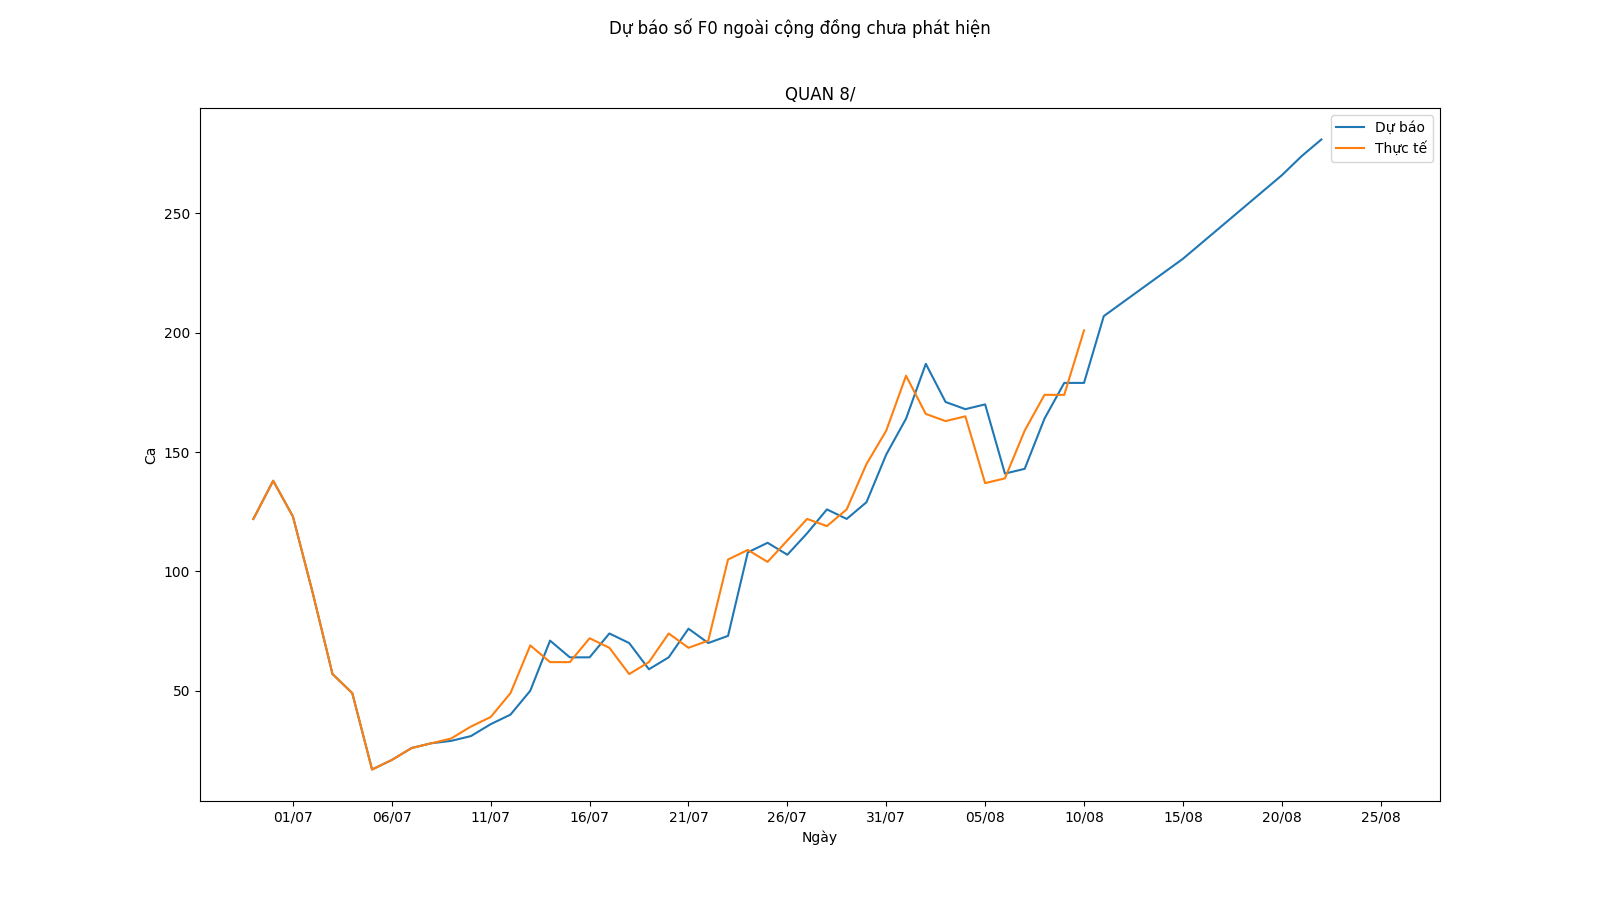 Dự báo số F0 ngoài cộng đồng chưa phát hiện
QUAN 8/
Dự báo
Thực tế
250
200
150
100
50
Ca
01/07 06/07 11/07 16/07 21/07 26/07 31/07 05/08 10/08 15/08 20/08 25/08
Ngày